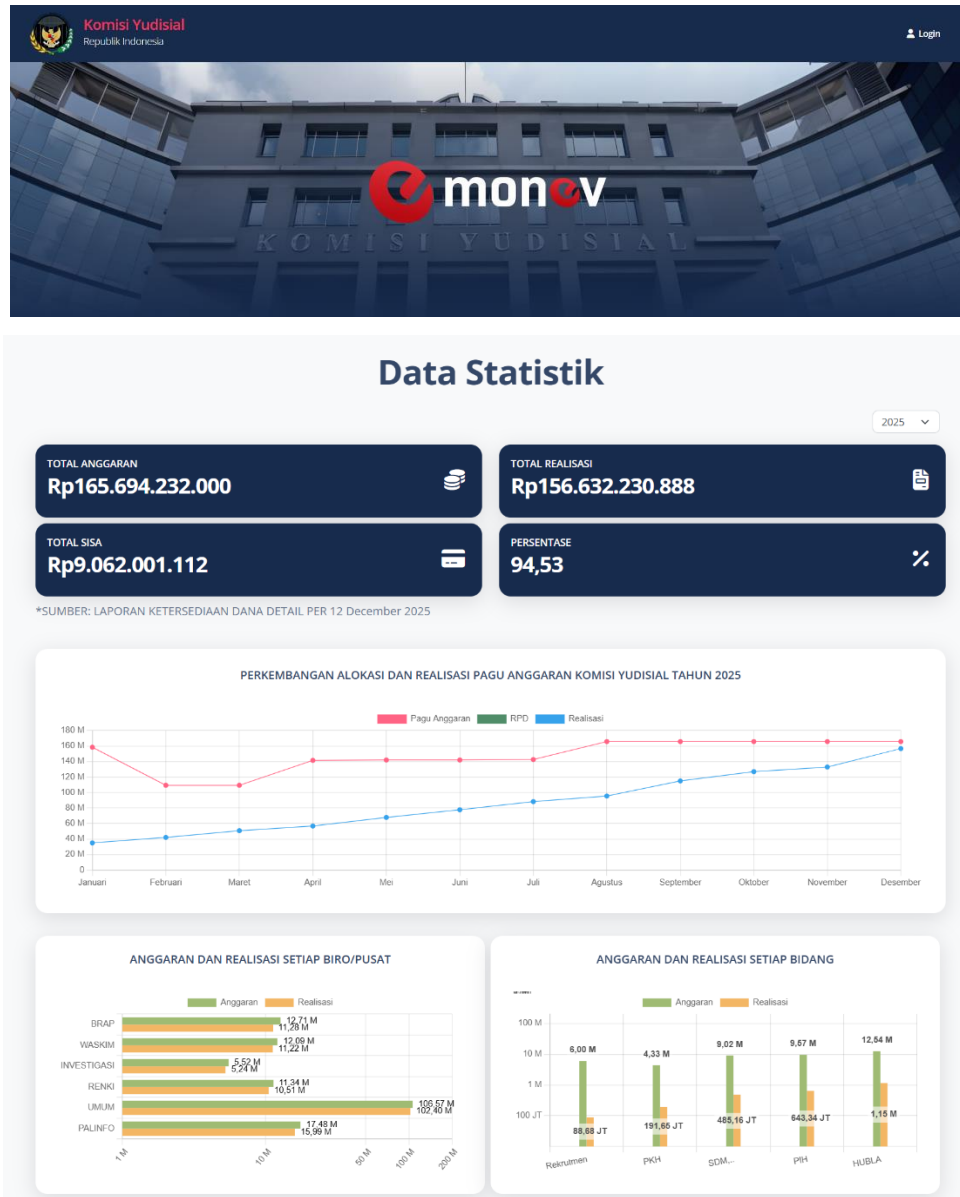 Komisi Yudisial
Republik Indonesia
Login
emonev
KOMISI YUDISIAL
Data Statistik
2025
TOTAL ANGGARAN
Rp165.694.232.000
TOTAL REALISASI
Rp156.632.230.888
TOTAL SISA
Rp9.062.001.112
PERSENTASE
94,53
*SUMBER: LAPORAN KETERSEDIAAN DANA DETAIL PER 12 December 2025
PERKEMBANGAN ALOKASI DAN REALISASI PAGU ANGGARAN KOMISI YUDISIAL TAHUN 2025
Pagu Anggaran RPD Realisasi
180 M
160 M
140 M
120 M
100 M
80 M
60 M
40 M
20 M
0
Januari Februari Maret April Mei Juni Juli Agustus September Oktober November Desember
ANGGARAN DAN REALISASI SETIAP BIRO/PUSAT
Anggaran Realisasi
BRAP 12,71 M
11,28 M
WASKIM 12,09 M
11,22 M
INVESTIGASI 5,52 M
5,24 M
RENKI 11,34 M
10,51 M
UMUM 106,57 M
102,40 M
PALINFO 17,48 M
15,99 M
1 M 10 M 50 M 100 M 200 M
ANGGARAN DAN REALISASI SETIAP BIDANG
Anggaran Realisasi
100 M
10 M
1 M
100 JT
6,00 M 4,33 M 9,02 M 9,57 M 12,54 M
88,68 JT 191,65 JT 485,16 JT 643,34 JT 1,15 M
Rekrutmen PKH SDM... PIH HUBLA